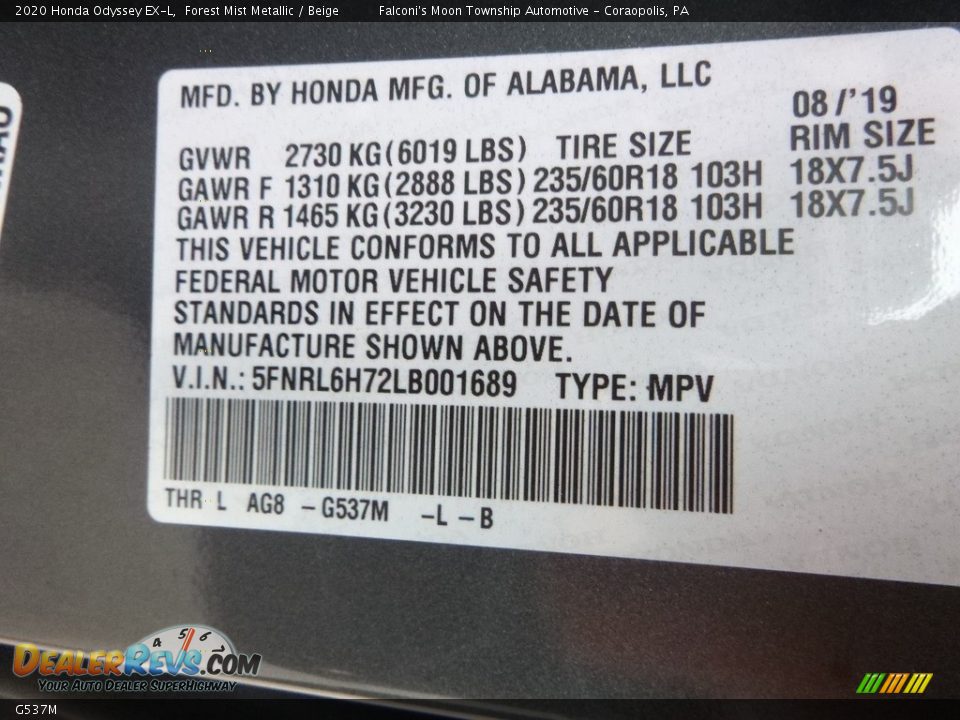 2020 Honda Odyssey EX-L, Forest Mist Metallic / Beige Falconi's Moon Township Automotive - Coraopolis, PA
MFD. BY HONDA MFG. OF ALABAMA, LLC
08/'19
GVWR 2730 KG(6019 LBS) TIRE SIZE RIM SIZE
GAWR F 1310 KG(2888 LBS) 235/60R18 103H 18X7.5J
GAWR R 1465 KG(3230 LBS) 235/60R18 103H 18X7.5J
THIS VEHICLE CONFORMS TO ALL APPLICABLE
FEDERAL MOTOR VEHICLE SAFETY
STANDARDS IN EFFECT ON THE DATE OF
MANUFACTURE SHOWN ABOVE.
V.I.N.: 5FNRL6H72LB001689 TYPE: MPV
THR L AG8 -G537M -L -B
4 5 6 7
DEALERREVS.COM
Your Auto Dealer SuperHighway
G537M